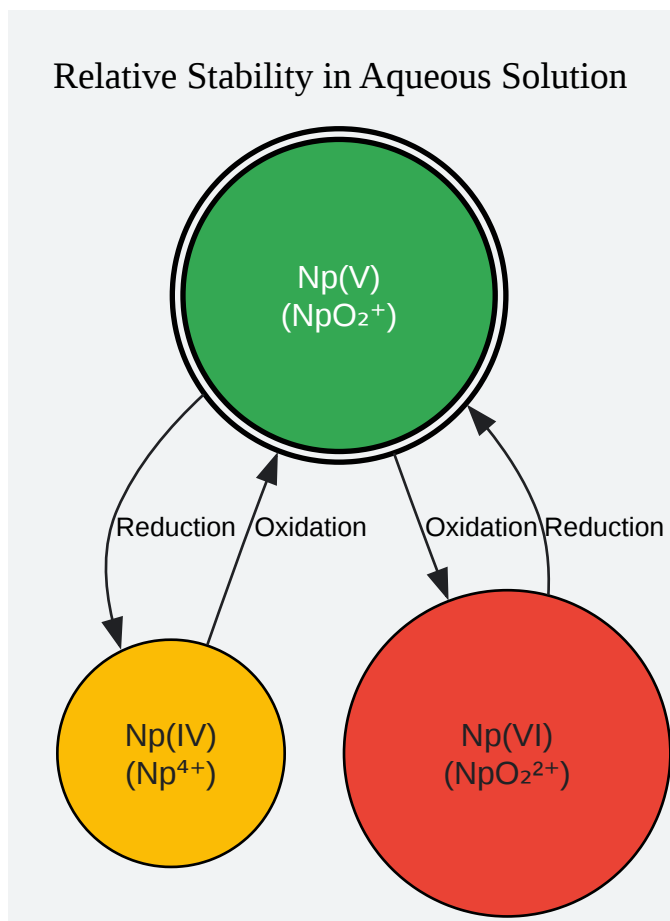 Relative Stability in Aqueous Solution
Np(V)
(NpO₂⁺)
Reduction
Oxidation
Oxidation
Reduction
Np(IV)
(Np⁴⁺)
Np(VI)
(NpO₂²⁺)